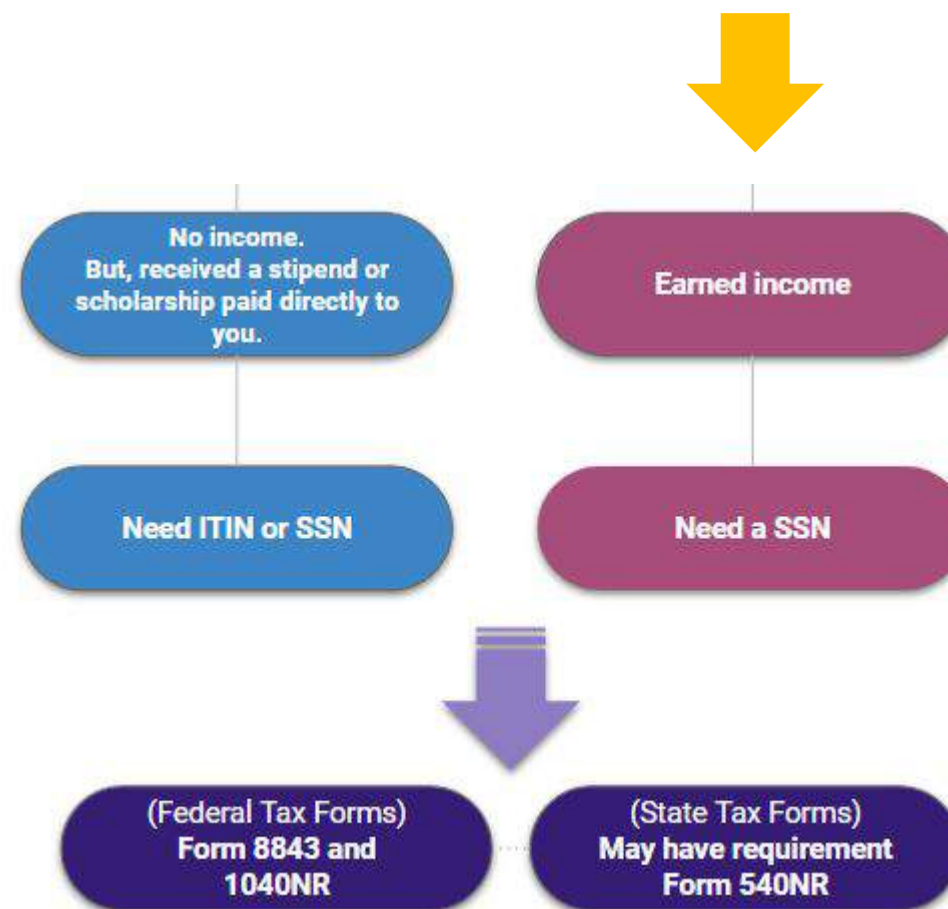 No income.
But, received a stipend or
scholarship paid directly to
you.
Earned income
Need ITIN or SSN
Need a SSN
(Federal Tax Forms)
Form 8843 and
1040NR
(State Tax Forms)
May have requirement
Form 540NR